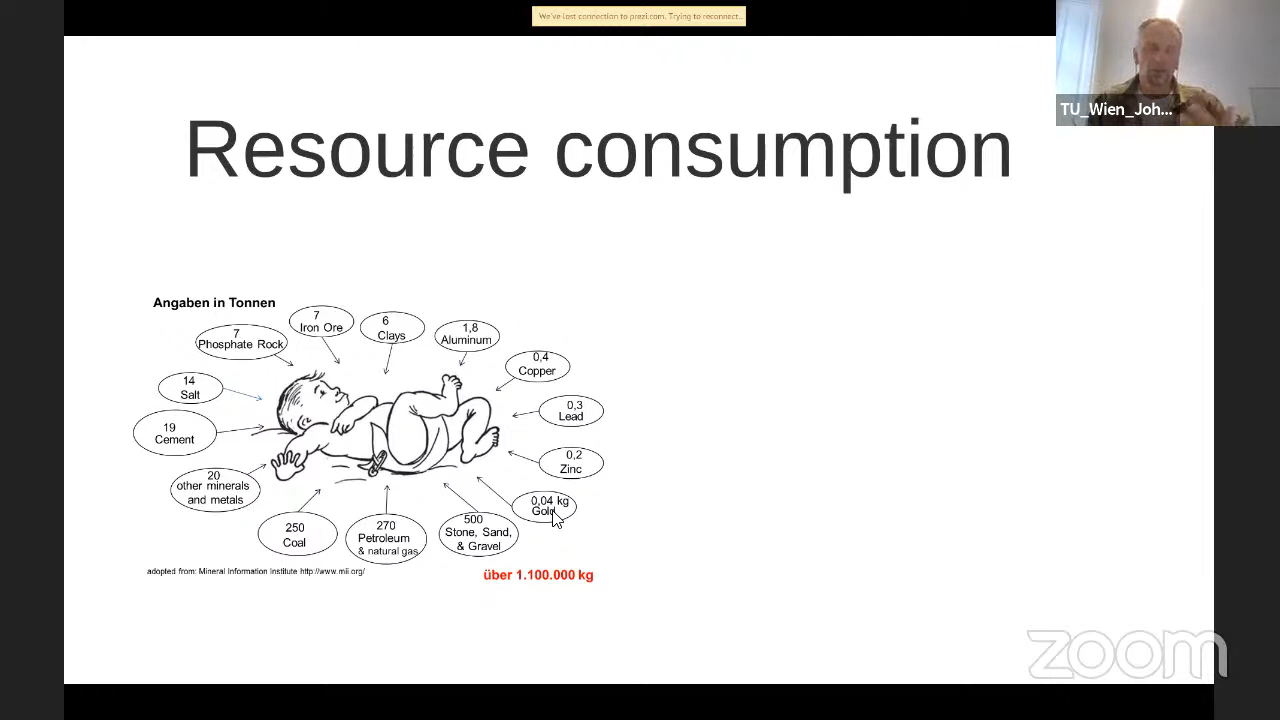 We've lost connection to prezi.com. Trying to reconnect...
TU_Wien_Joh...
Resource consumption
Angaben in Tonnen
7
Iron Ore
6
Clays
1,8
Aluminum
7
Phosphate Rock
0,4
Copper
14
Salt
0,3
Lead
19
Cement
0,2
Zinc
20
other minerals
and metals
0,04 kg
Gold
250
Coal
270
Petroleum
& natural gas
500
Stone, Sand,
& Gravel
adopted from: Mineral Information Institute http://www.mii.org/
über 1.100.000 kg
zoom